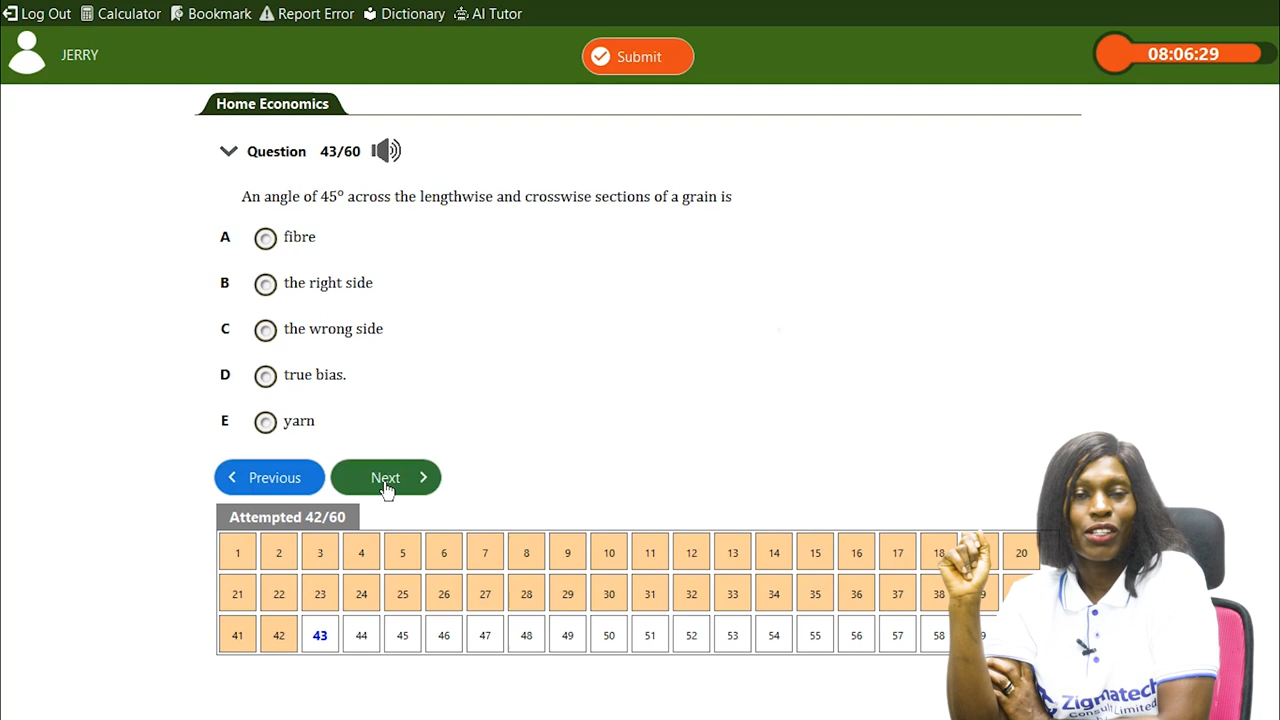 Log Out Calculator Bookmark Report Error Dictionary AI Tutor
JERRY
Submit
08:06:29
Home Economics
Question 43/60
An angle of 45° across the lengthwise and crosswise sections of a grain is
A fibre
B the right side
C the wrong side
D true bias.
E yarn
Previous Next
Attempted 42/60
1 2 3 4 5 6 7 8 9 10 11 12 13 14 15 16 17 18 20
21 22 23 24 25 26 27 28 29 30 31 32 33 34 35 36 37 38 9
41 42 43 44 45 46 47 48 49 50 51 52 53 54 55 56 57 58 9
Zigmatech
Consult Limited